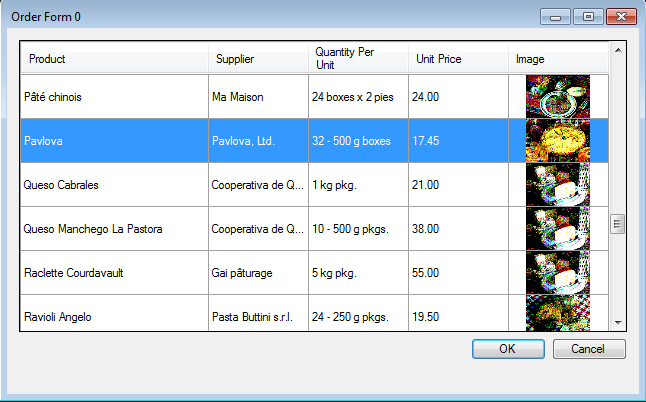 Order Form 0
Product Supplier Quantity Per Unit Unit Price Image
Pâté chinois Ma Maison 24 boxes x 2 pies 24.00
Pavlova Pavlova, Ltd. 32 - 500 g boxes 17.45
Queso Cabrales Cooperativa de Q... 1 kg pkg. 21.00
Queso Manchego La Pastora Cooperativa de Q... 10 - 500 g pkgs. 38.00
Raclette Courdavault Gai pâturage 5 kg pkg. 55.00
Ravioli Angelo Pasta Buttini s.r.l. 24 - 250 g pkgs. 19.50
OK Cancel